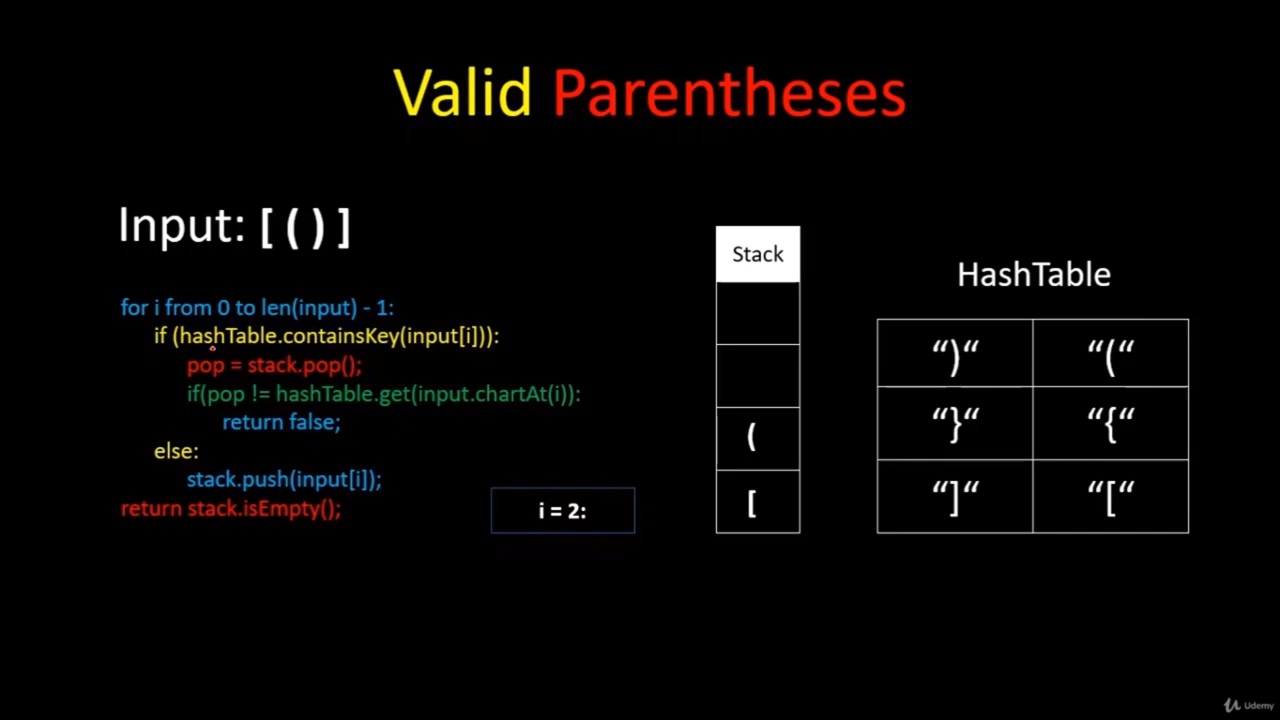 Valid Parentheses
Input: [ ( ) ]
for i from 0 to len(input) - 1:
if (hashTable.containsKey(input[i])):
pop = stack.pop();
if(pop != hashTable.get(input.chartAt(i)):
return false;
else:
stack.push(input[i]);
return stack.isEmpty();
i = 2:
Stack
(
[
HashTable
“)“ “(“
“}“ “{“
“]“ “[“
Udemy